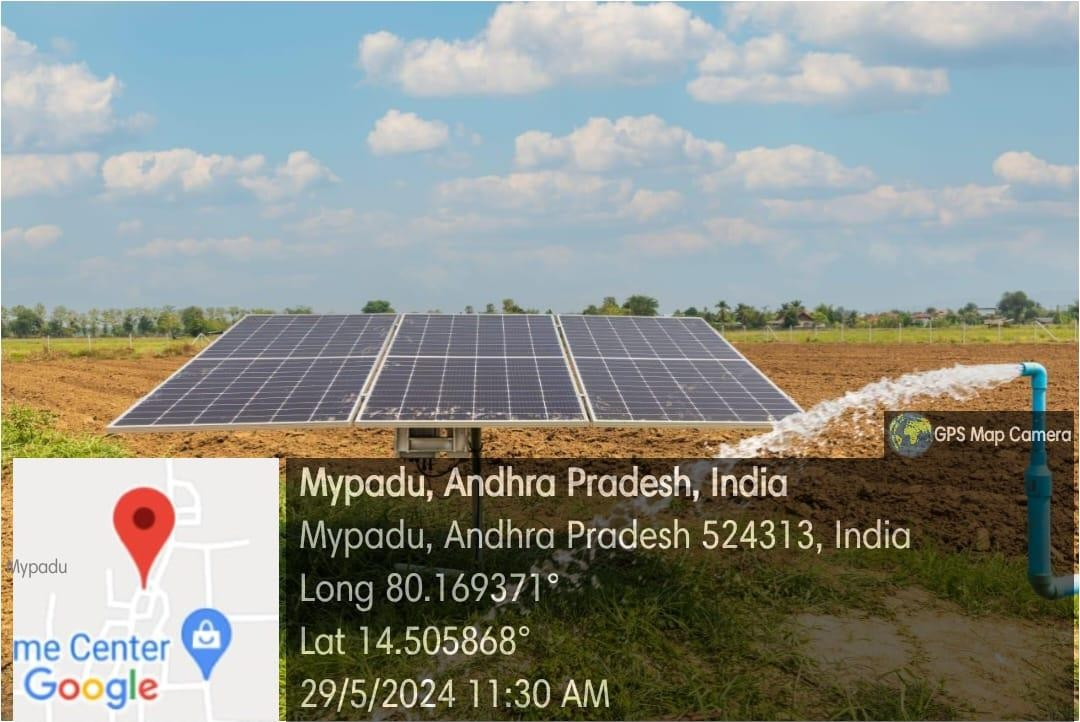 GPS Map Camera
Mypadu, Andhra Pradesh, India
Mypadu, Andhra Pradesh 524313, India
Long 80.169371°
Lat 14.505868°
29/5/2024 11:30 AM
Mypadu
me Center
Google